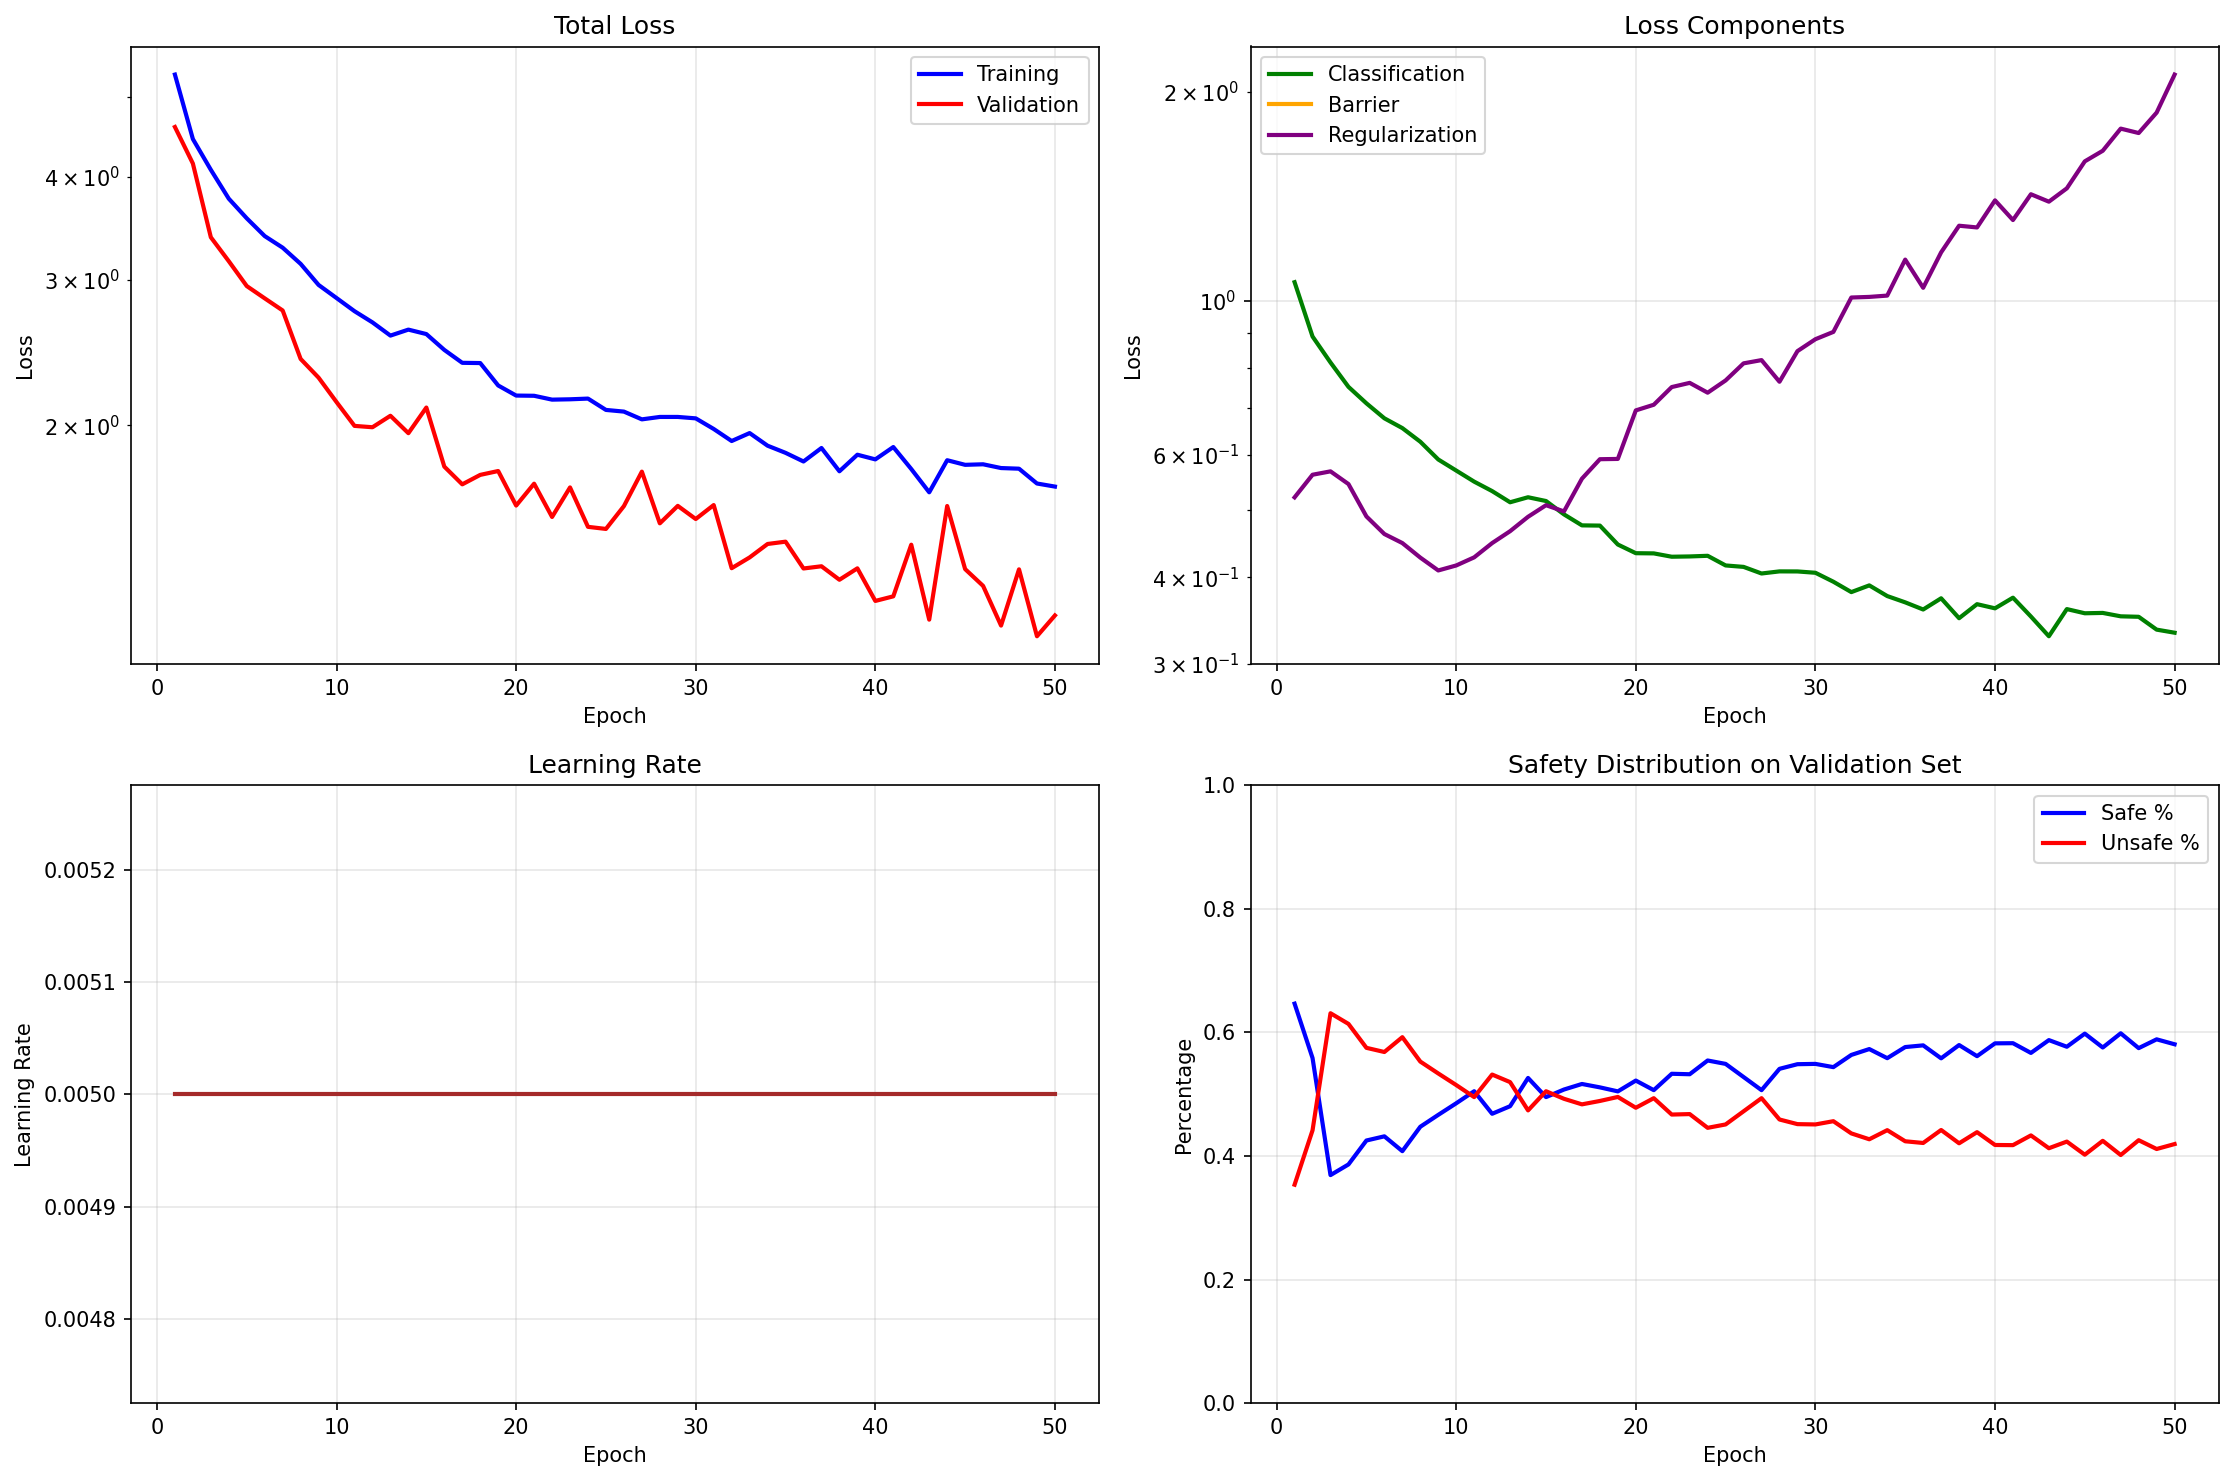 Total Loss
Training
Validation
4 × 10⁰
3 × 10⁰
2 × 10⁰
Loss
0 10 20 30 40 50
Epoch
Loss Components
Classification
Barrier
Regularization
2 × 10⁰
10⁰
6 × 10⁻¹
4 × 10⁻¹
3 × 10⁻¹
Loss
0 10 20 30 40 50
Epoch
Learning Rate
0.0052
0.0051
0.0050
0.0049
0.0048
Learning Rate
0 10 20 30 40 50
Epoch
Safety Distribution on Validation Set
Safe %
Unsafe %
1.0
0.8
0.6
0.4
0.2
0.0
Percentage
0 10 20 30 40 50
Epoch